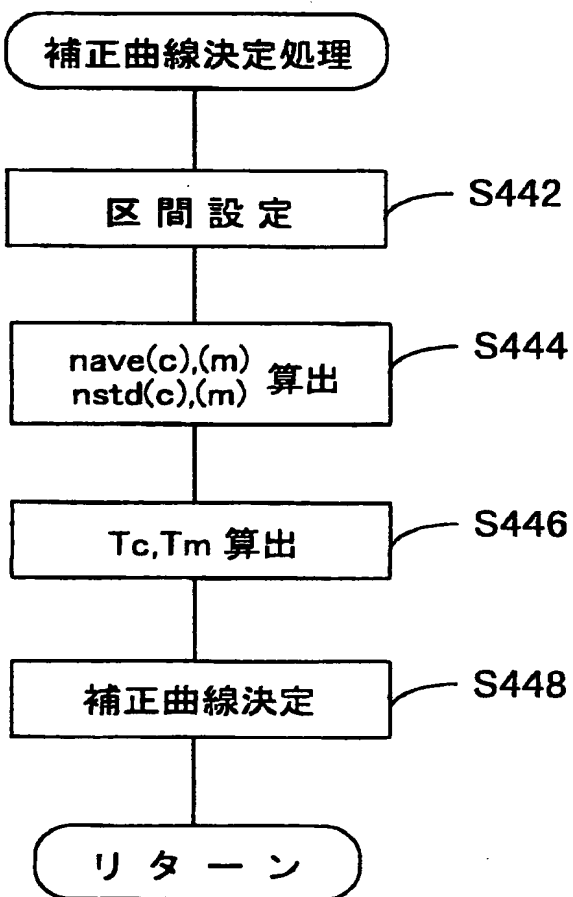 補正曲線決定処理
区間設定
S442
nave(c),(m)
nstd(c),(m) 算出
S444
Tc,Tm 算出
S446
補正曲線決定
S448
リターン